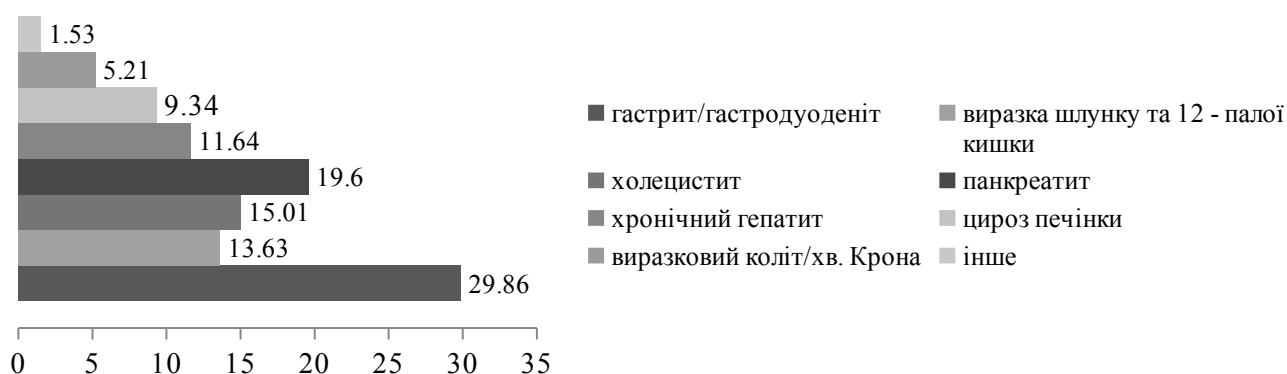 1.53
5.21
9.34
11.64
19.6
15.01
13.63
29.86
0 5 10 15 20 25 30 35
гастрит/гастродуоденіт
виразка шлунку та 12 - палої
кишки
холецистит
панкреатит
хронічний гепатит
цироз печінки
виразковий коліт/хв. Крона
інше